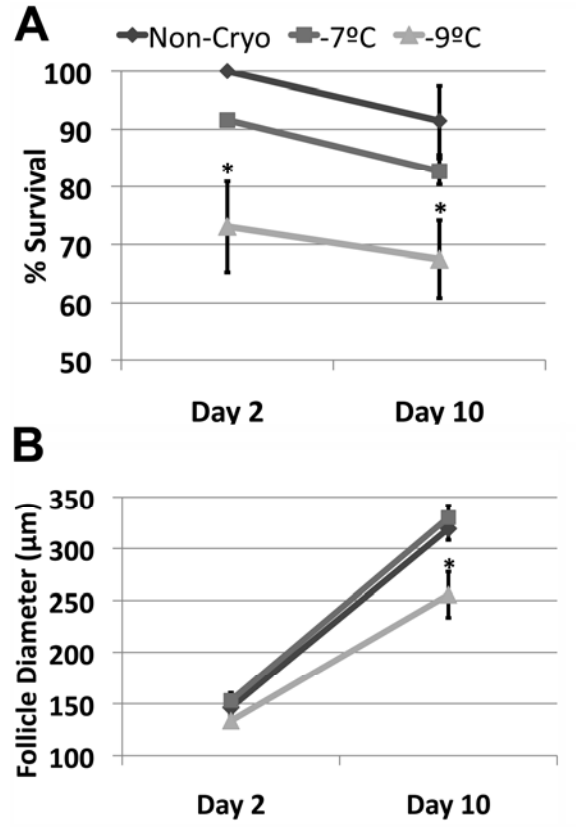 A
Non-Cryo -7ºC -9ºC
100
90
80
70
60
50
% Survival
*
*
Day 2 Day 10
B
350
300
250
200
150
100
Follicle Diameter (µm)
*
Day 2 Day 10